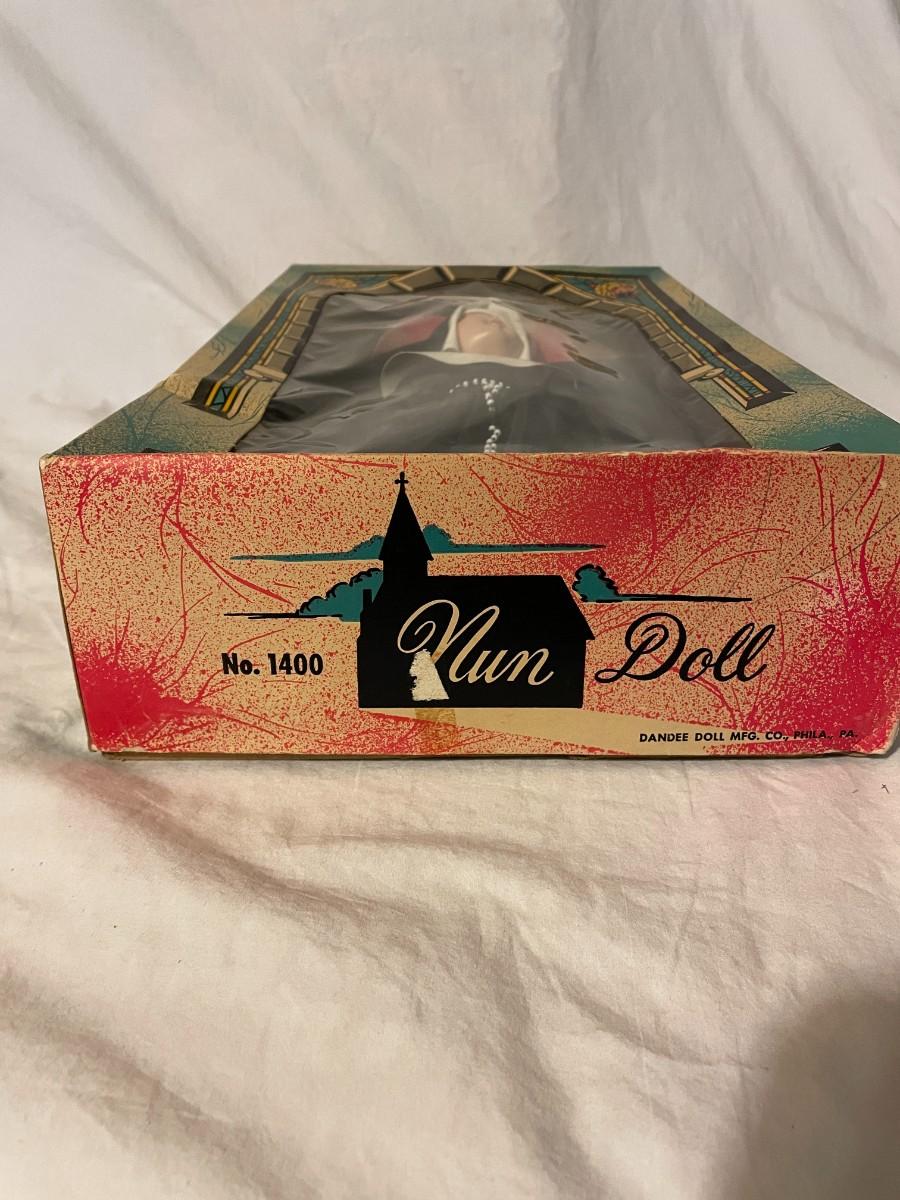 No. 1400
Nun Doll
DANDEE DOLL MFG. CO., PHILA., PA.